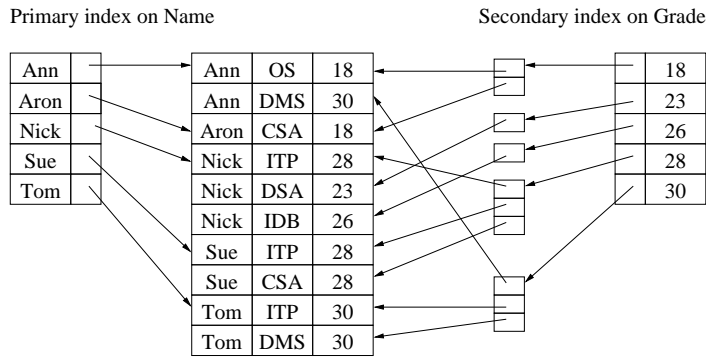 Primary index on Name
Secondary index on Grade
Ann Ann OS 18 18
Aron Ann DMS 30 23
Nick Aron CSA 18 26
Sue Nick ITP 28 28
Tom Nick DSA 23 30
Nick IDB 26
Sue ITP 28
Sue CSA 28
Tom ITP 30
Tom DMS 30